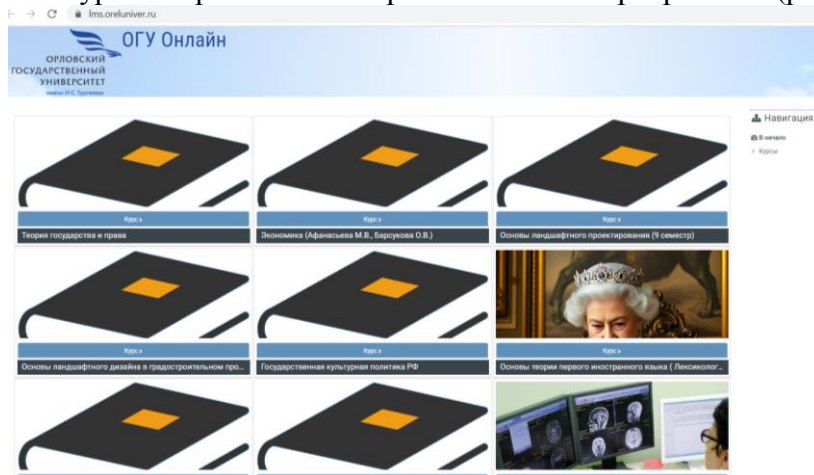 lms.oreluniver.ru
ОГУ Онлайн
ОРЛОВСКИЙ
ГОСУДАРСТВЕННЫЙ
УНИВЕРСИТЕТ
имени И.С. Тургенева
Навигация
В начало
Курсы
Курс
Курс
Курс
Теория государства и права
Экономика (Афанасьева М.В., Барсукова О.В.)
Основы ландшафтного проектирования (9 семестр)
Курс
Курс
Курс
Основы ландшафтного дизайна в градостроительном про...
Государственная культурная политика РФ
Основы теории первого иностранного языка ( Лексиколог...